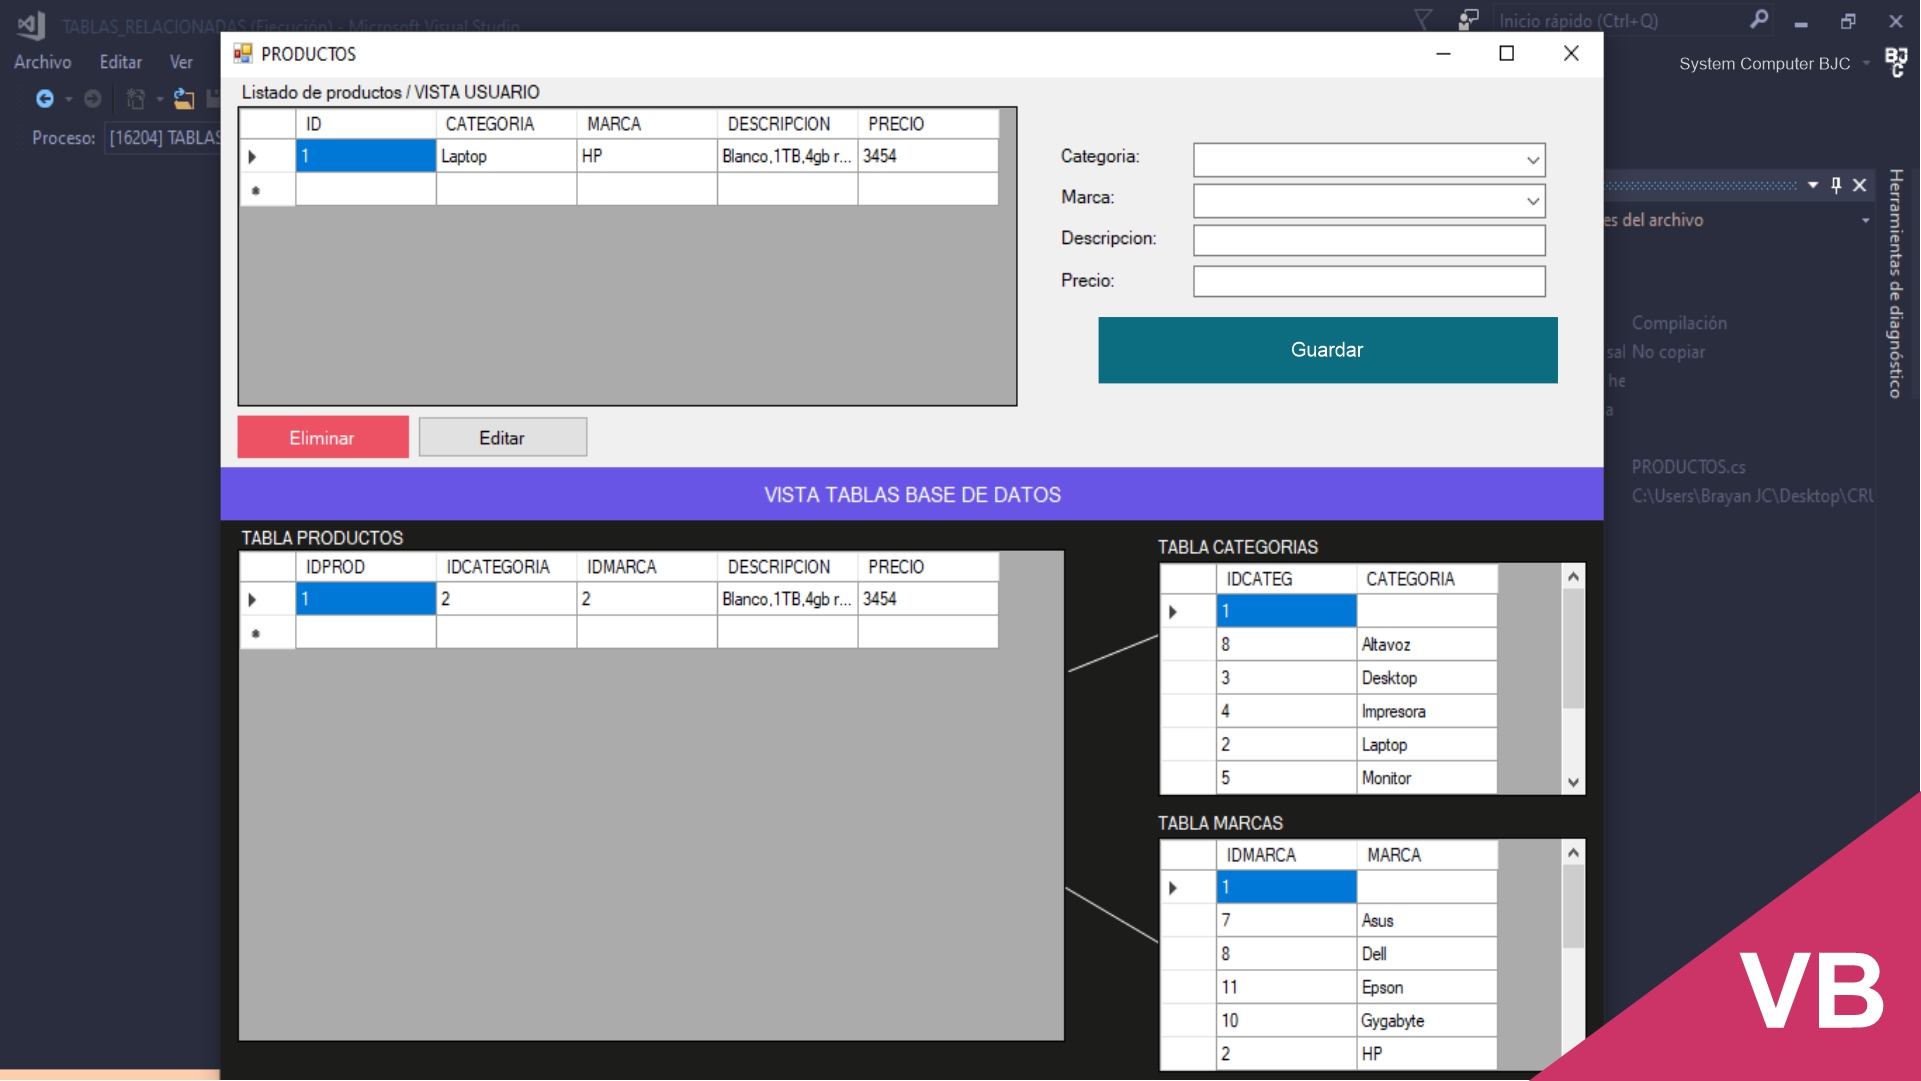 TABLAS_RELACIONADAS (Ejecución) - Microsoft Visual Studio
Inicio rápido (Ctrl+Q)
Archivo Editar Ver
System Computer BJC
BJC
Proceso: [16204] TABLAS
PRODUCTOS
Listado de productos / VISTA USUARIO
ID CATEGORIA MARCA DESCRIPCION PRECIO
1 Laptop HP Blanco,1TB,4gb r... 3454
Categoria:
Marca:
Descripcion:
Precio:
Guardar
Eliminar Editar
es del archivo
Compilación
sal No copiar
he
a
PRODUCTOS.cs
C:\Users\Brayan JC\Desktop\CRU
Herramientas de diagnóstico
VISTA TABLAS BASE DE DATOS
TABLA PRODUCTOS
IDPROD IDCATEGORIA IDMARCA DESCRIPCION PRECIO
1 2 2 Blanco,1TB,4gb r... 3454
TABLA CATEGORIAS
IDCATEG CATEGORIA
1
8 Altavoz
3 Desktop
4 Impresora
2 Laptop
5 Monitor
TABLA MARCAS
IDMARCA MARCA
1
7 Asus
8 Dell
11 Epson
10 Gygabyte
2 HP
VB